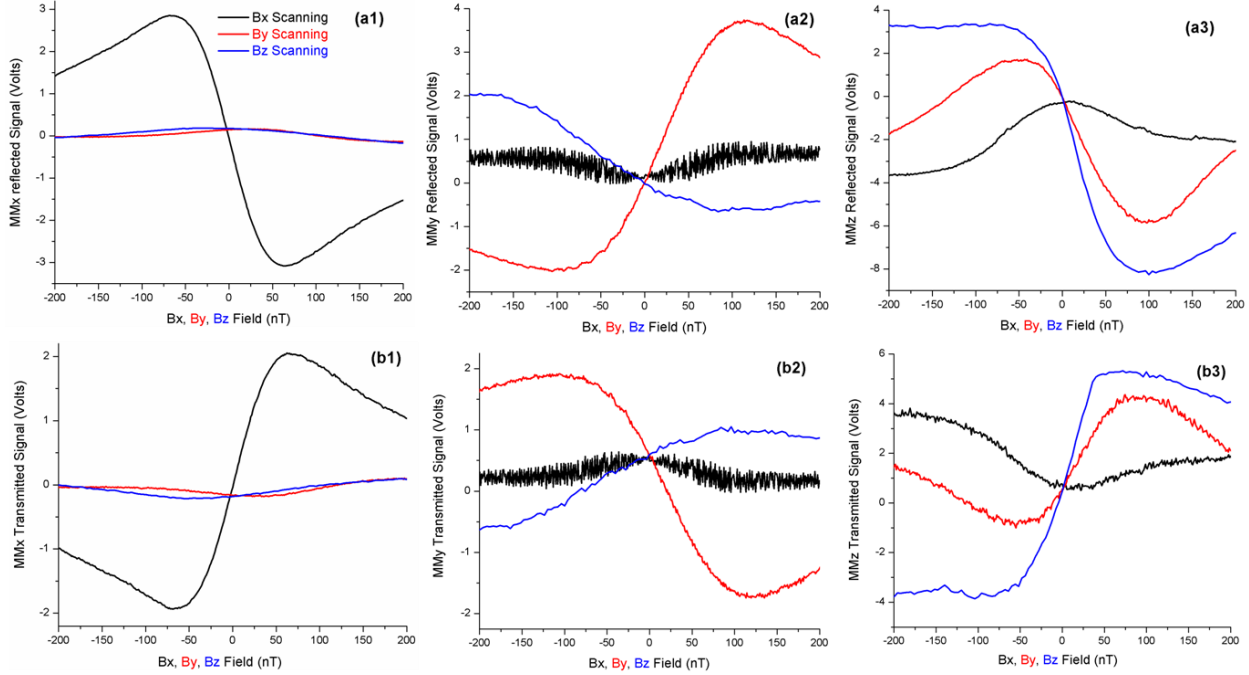 (a1)
Bx Scanning
By Scanning
Bz Scanning
MMx reflected Signal (Volts)
3
2
1
0
-1
-2
-3
-200 -150 -100 -50 0 50 100 150 200
Bx, By, Bz Field (nT)
(a2)
MMy Reflected Signal (Volts)
4
3
2
1
0
-1
-2
-200 -150 -100 -50 0 50 100 150 200
Bx, By, Bz Field (nT)
(a3)
MMz Reflected Signal (Volts)
4
2
0
-2
-4
-6
-8
-200 -150 -100 -50 0 50 100 150 200
Bx, By, Bz Field (nT)
(b1)
MMx Transmitted Signal (Volts)
2
1
0
-1
-2
-200 -150 -100 -50 0 50 100 150 200
Bx, By, Bz Field (nT)
(b2)
MMy Transmitted Signal (Volts)
2
1
0
-1
-2
-200 -150 -100 -50 0 50 100 150 200
Bx, By, Bz Field (nT)
(b3)
MMz Transmitted Signal (Volts)
6
4
2
0
-2
-4
-200 -150 -100 -50 0 50 100 150 200
Bx, By, Bz Field (nT)